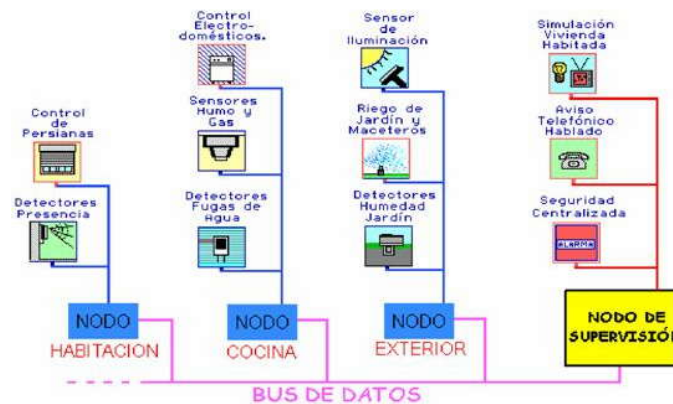 Control
Electro-
domésticos.
Sensor
de
Iluminación
Simulación
Vivienda
Habitada
Control
de
Persianas
Sensores
Humo y
Gas
Riego de
Jardín y
Maceteros
Aviso
Telefónico
Hablado
Detectores
Presencia
Detectores
Fugas de
Agua
Detectores
Humedad
Jardín
Seguridad
Centralizada
ALARMA
NODO
HABITACION
NODO
COCINA
NODO
EXTERIOR
NODO DE
SUPERVISIÓN
BUS DE DATOS